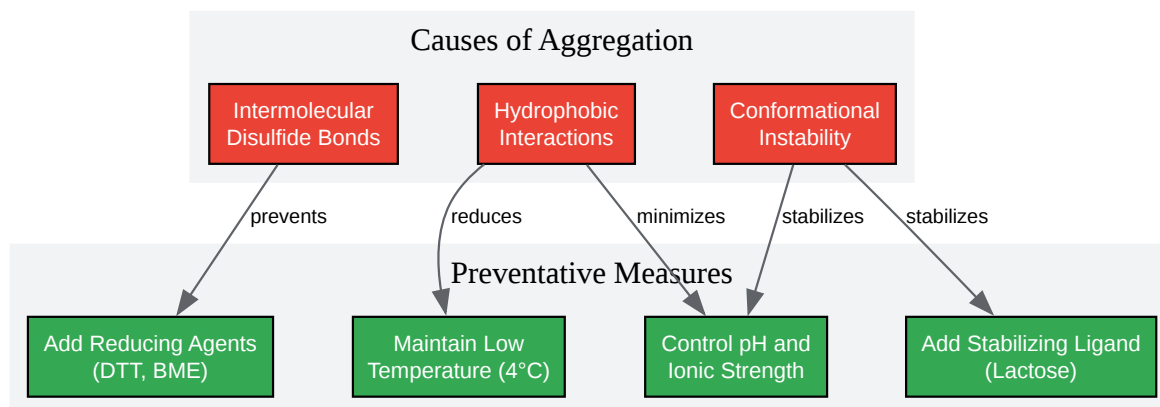 Causes of Aggregation
Intermolecular
Disulfide Bonds
Hydrophobic
Interactions
Conformational
Instability
prevents
reduces
minimizes
stabilizes
stabilizes
Preventative Measures
Add Reducing Agents
(DTT, BME)
Maintain Low
Temperature (4°C)
Control pH and
Ionic Strength
Add Stabilizing Ligand
(Lactose)